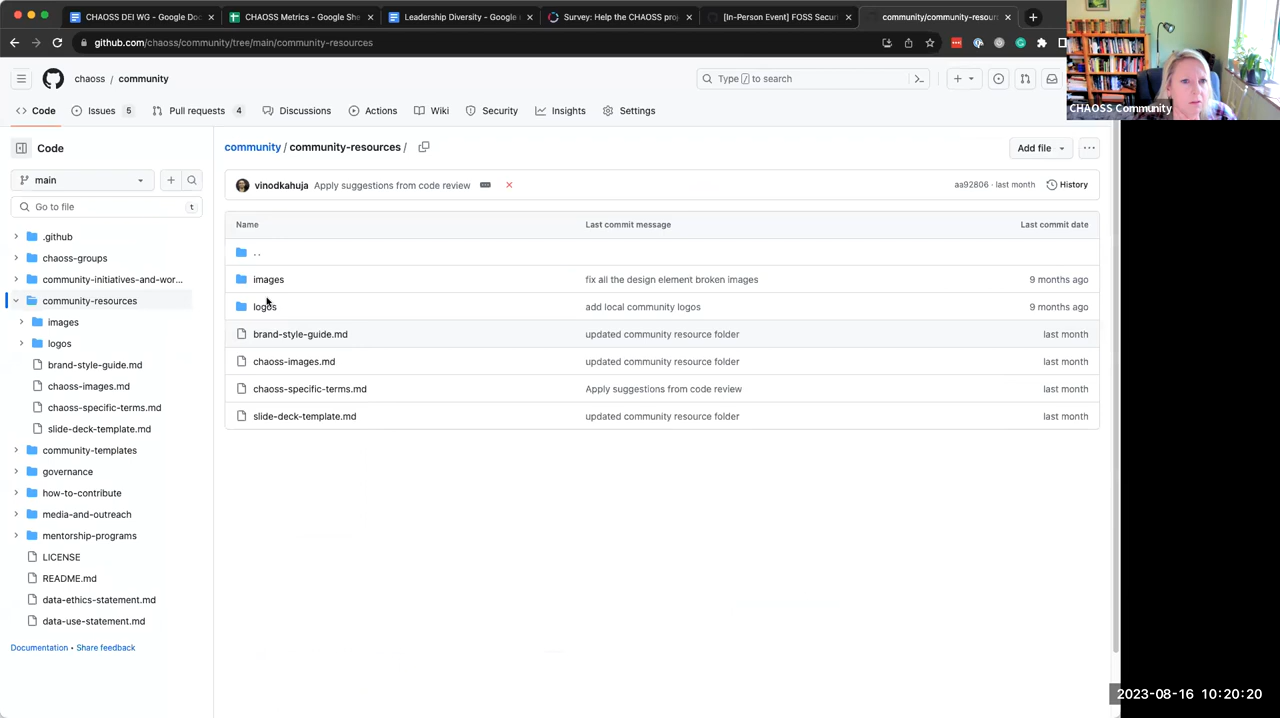 CHAOSS DEI WG - Google Doc
CHAOSS Metrics - Google She
Leadership Diversity - Google
Survey: Help the CHAOSS pro
[In-Person Event] FOSS Securi
community/community-resour
github.com/chaoss/community/tree/main/community-resources
chaoss / community
Type / to search
Code
Issues 5
Pull requests 4
Discussions
Wiki
Security
Insights
Settings
CHAOSS Community
Code
community / community-resources /
Add file
main
vinodkahuja Apply suggestions from code review
aa92806 · last month
History
Go to file
t
Name
Last commit message
Last commit date
.github
..
chaoss-groups
images
fix all the design element broken images
9 months ago
community-initiatives-and-wor...
community-resources
logos
add local community logos
9 months ago
images
brand-style-guide.md
updated community resource folder
last month
logos
chaoss-images.md
updated community resource folder
last month
brand-style-guide.md
chaoss-images.md
chaoss-specific-terms.md
Apply suggestions from code review
last month
chaoss-specific-terms.md
slide-deck-template.md
updated community resource folder
last month
slide-deck-template.md
community-templates
governance
how-to-contribute
media-and-outreach
mentorship-programs
LICENSE
README.md
data-ethics-statement.md
data-use-statement.md
Documentation • Share feedback
2023-08-16 10:20:20